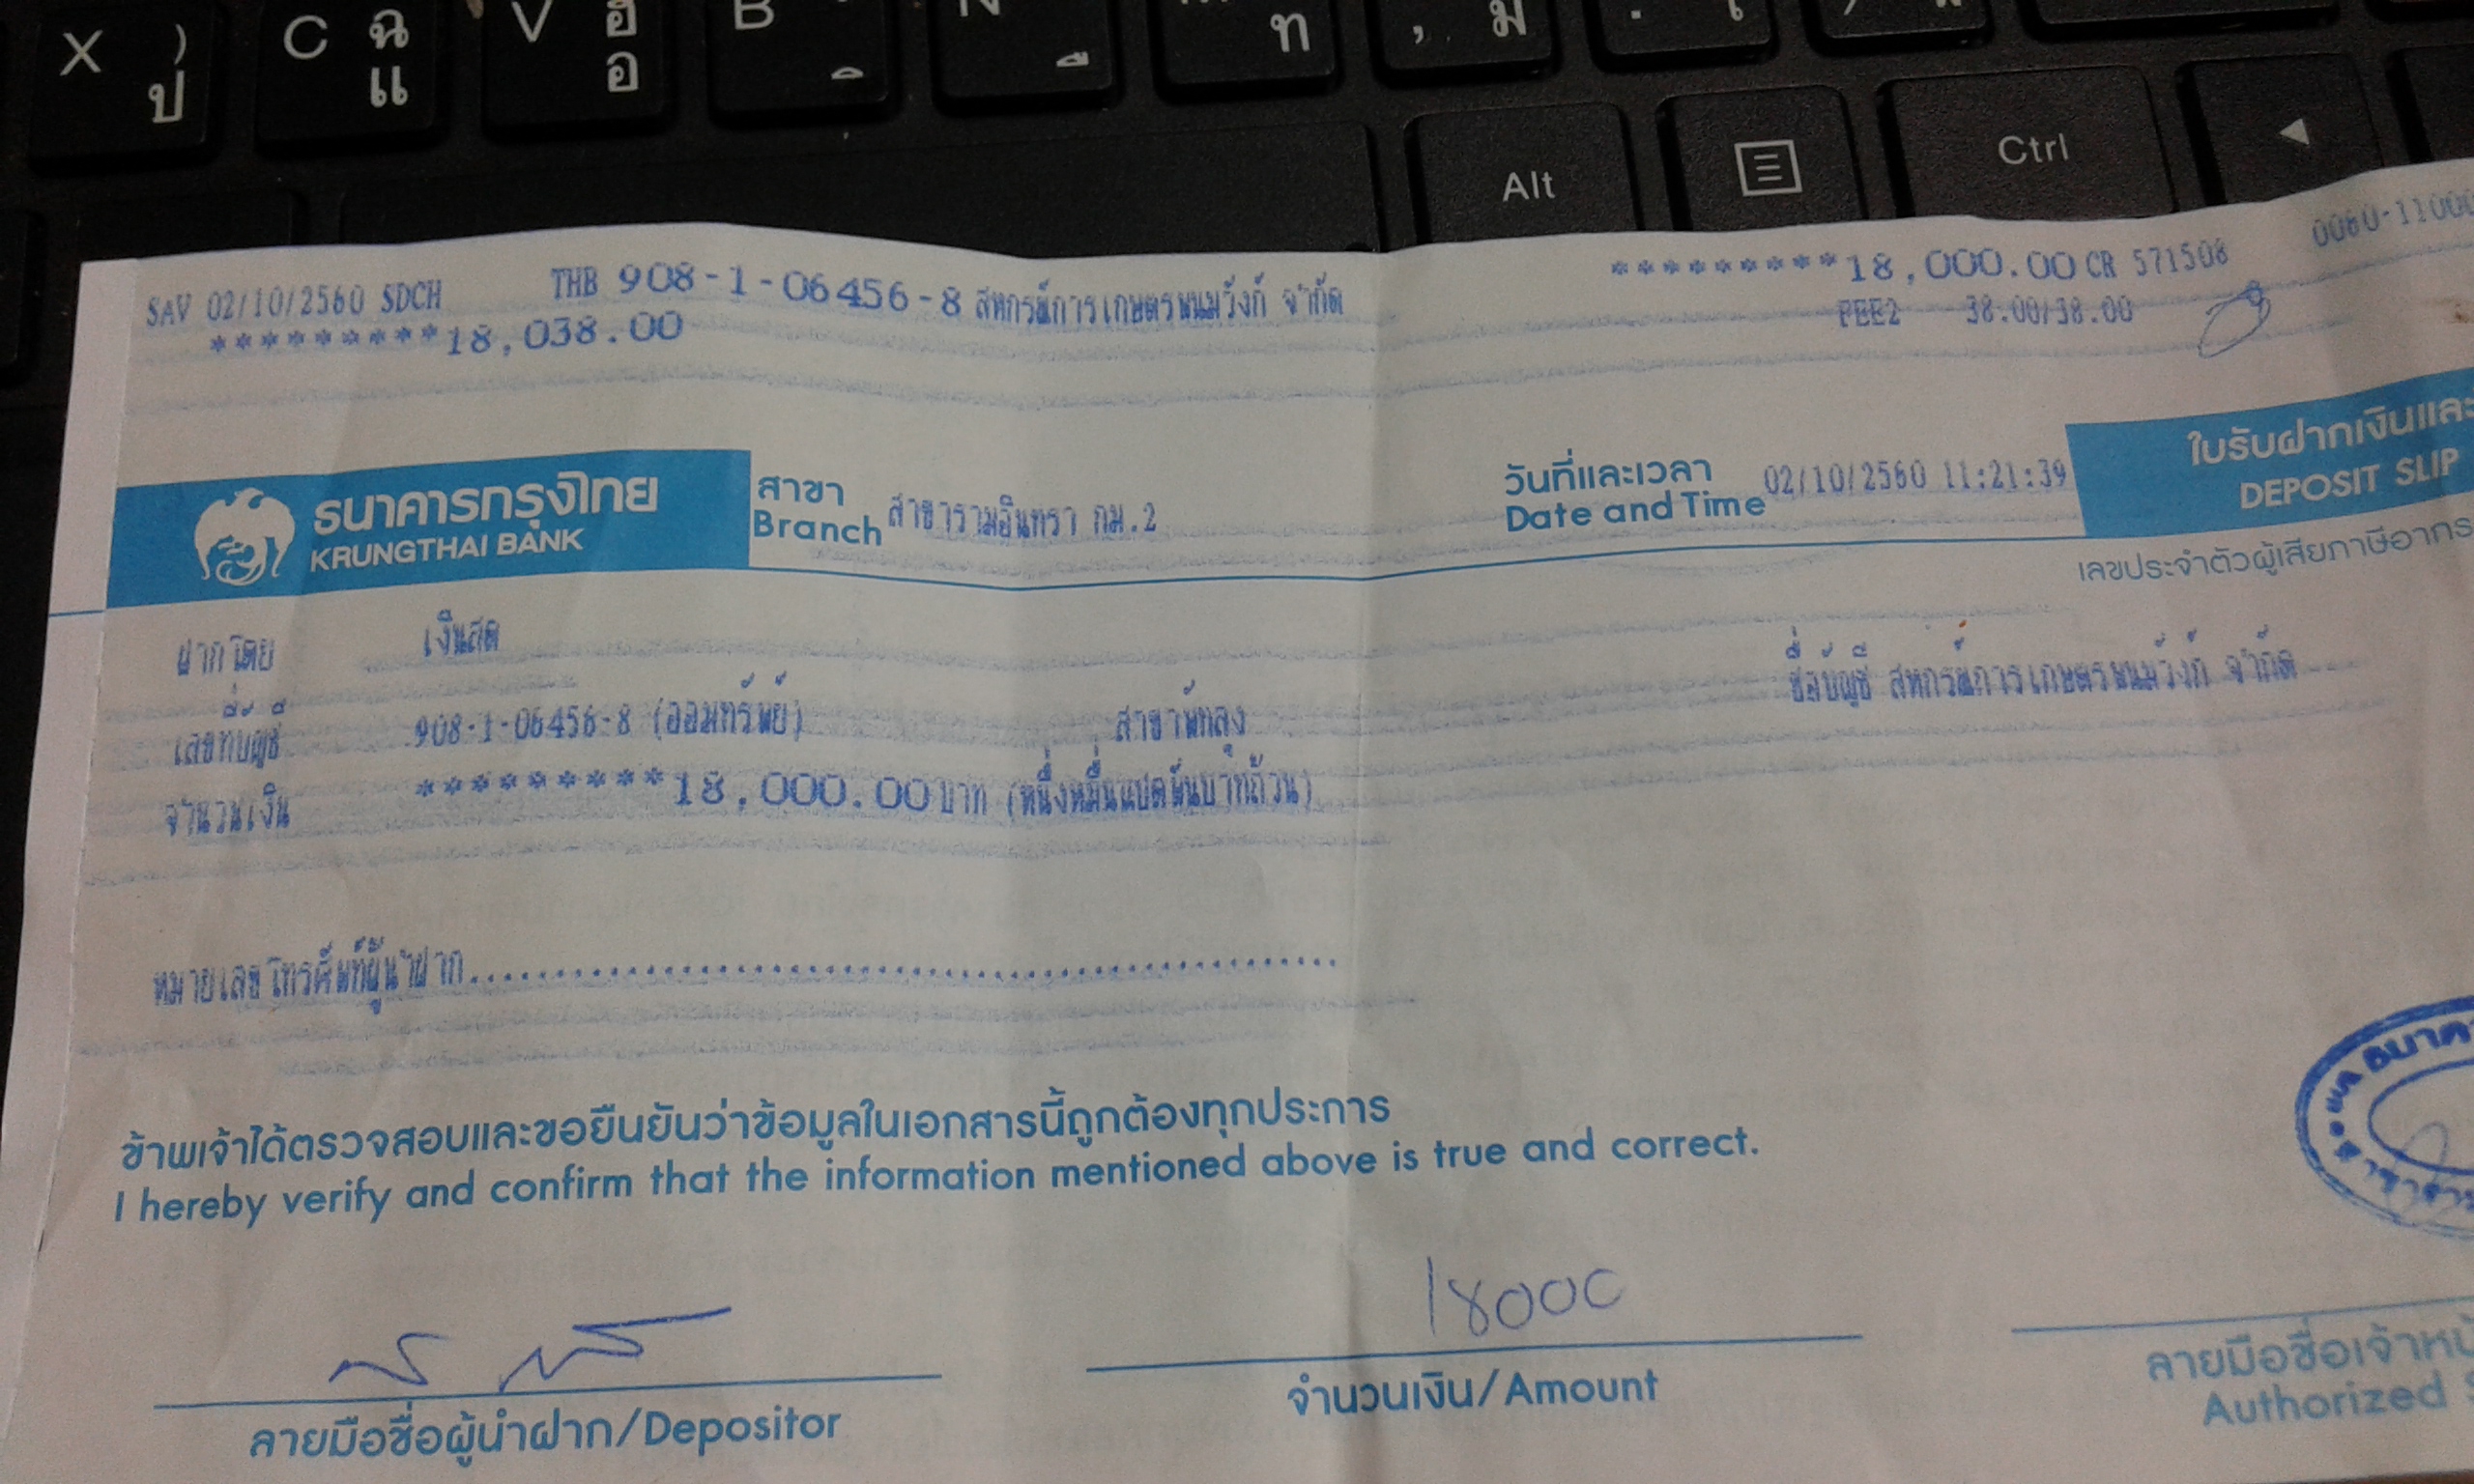 X ) ป C ฉ แ V ฮ อ B ิ N ื ท , ม
Alt Ctrl
SAV 02/10/2560 SDCH THB 908-1-06456-8 สหกรณ์การเกษตรพนมวังก์ จำกัด *********18,000.00 CR 571508 0060-11000
*********18,038.00 FEE2 38.00/38.00
ธนาคารกรุงไทย
KRUNGTHAI BANK
สาขา
Branch สาขารามอินทรา กม.2
วันที่และเวลา
Date and Time 02/10/2560 11:21:39
ใบรับฝากเงินและ
DEPOSIT SLIP
เลขประจำตัวผู้เสียภาษีอากร
ฝากโดย เงินสด
เลขที่บัญชี 908-1-06456-8 (ออมทรัพย์) สาขาพัทลุง ชื่อบัญชี สหกรณ์การเกษตรพนมวังก์ จำกัด
จำนวนเงิน **********18,000.00 บาท (หนึ่งหมื่นแปดพันบาทถ้วน)
หมายเลขโทรศัพท์ผู้นำฝาก..........................................................
ข้าพเจ้าได้ตรวจสอบและขอยืนยันว่าข้อมูลในเอกสารนี้ถูกต้องทุกประการ
I hereby verify and confirm that the information mentioned above is true and correct.
18000
ลายมือชื่อผู้นำฝาก/Depositor
จำนวนเงิน/Amount
ลายมือชื่อเจ้าหน้
Authorized S